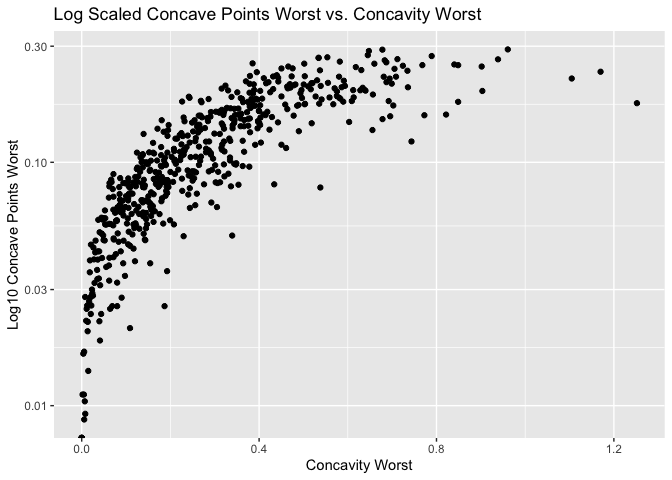 Log Scaled Concave Points Worst vs. Concavity Worst
0.30
0.10
0.03
0.01
Log10 Concave Points Worst
0.0 0.4 0.8 1.2
Concavity Worst